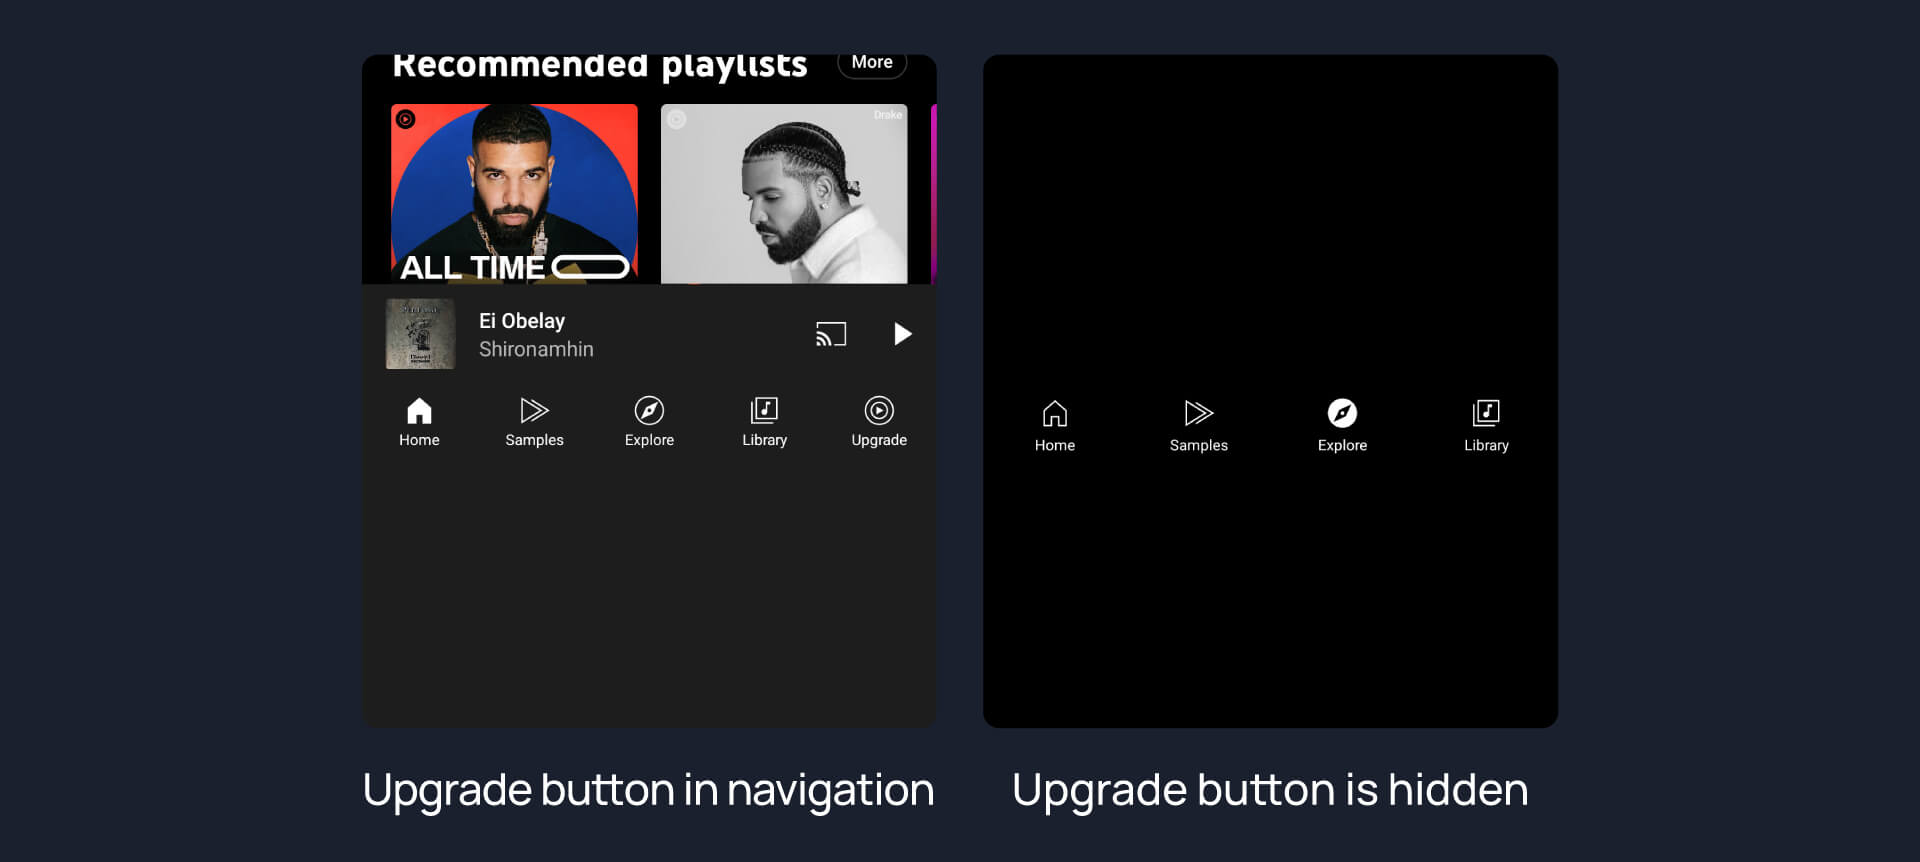 Recommended playlists
More
Drake
ALL TIME
Ei Obelay
Shironamhin
Home
Samples
Explore
Library
Upgrade
Home
Samples
Explore
Library
Upgrade button in navigation
Upgrade button is hidden